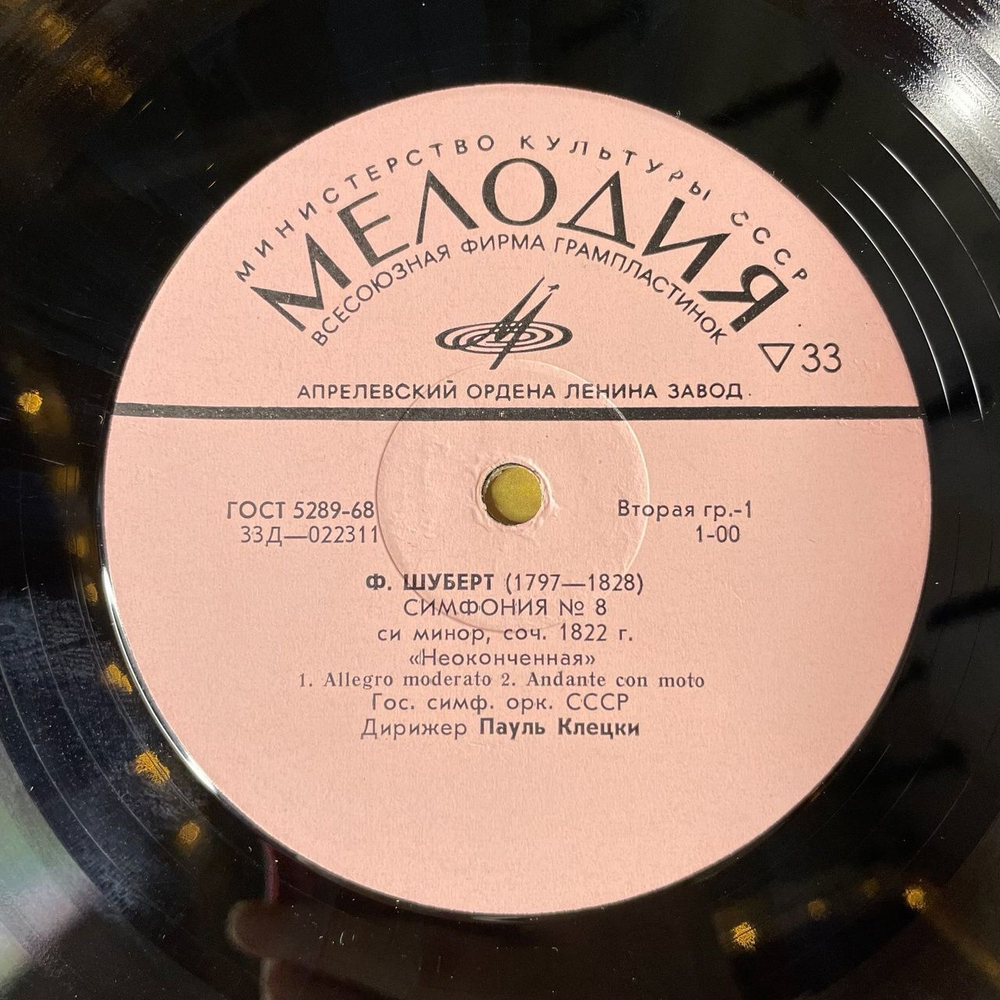 МИНИСТЕРСТВО КУЛЬТУРЫ СССР
МЕЛОДИЯ
ВСЕСОЮЗНАЯ ФИРМА ГРАМПЛАСТИНОК
▽33
АПРЕЛЕВСКИЙ ОРДЕНА ЛЕНИНА ЗАВОД
ГОСТ 5289-68
33Д—022311
Вторая гр.-1
1-00
Ф. ШУБЕРТ (1797—1828)
СИМФОНИЯ № 8
си минор, соч. 1822 г.
«Неоконченная»
1. Allegro moderato 2. Andante con moto
Гос. симф. орк. СССР
Дирижер Пауль Клецки